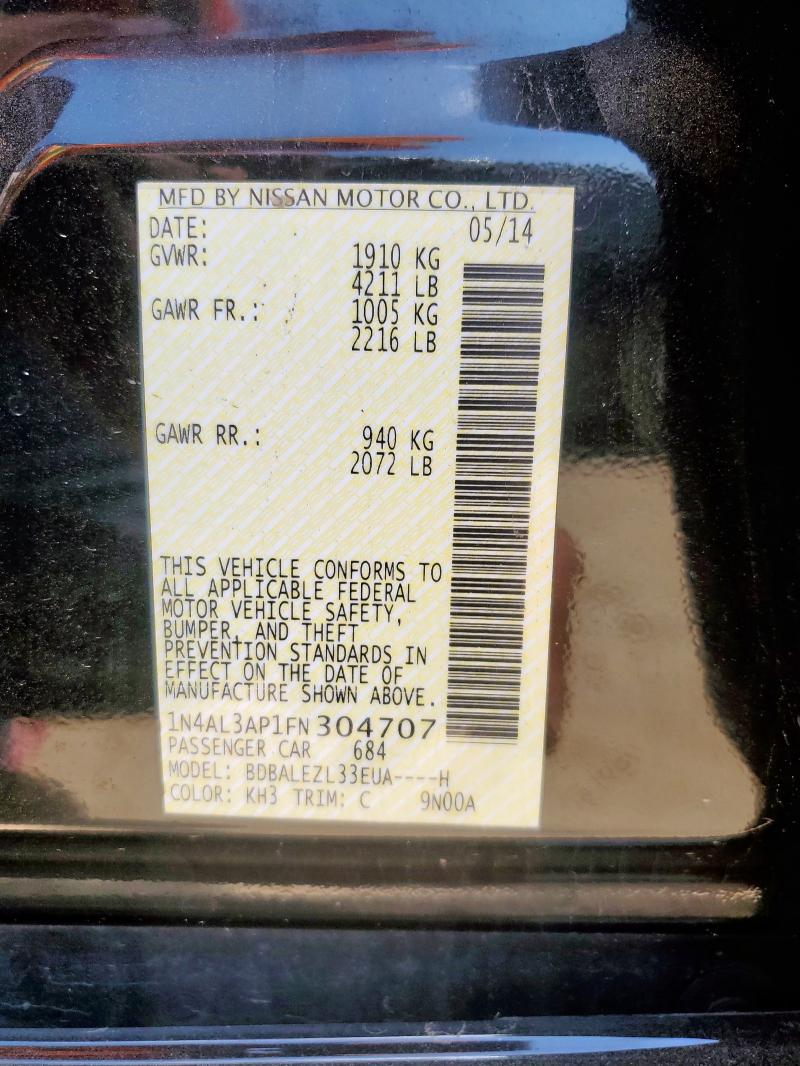 MFD BY NISSAN MOTOR CO., LTD.
DATE: 05/14
GVWR: 1910 KG
4211 LB
GAWR FR.: 1005 KG
2216 LB
GAWR RR.: 940 KG
2072 LB
THIS VEHICLE CONFORMS TO
ALL APPLICABLE FEDERAL
MOTOR VEHICLE SAFETY,
BUMPER, AND THEFT
PREVENTION STANDARDS IN
EFFECT ON THE DATE OF
MANUFACTURE SHOWN ABOVE.
1N4AL3AP1FN304707
PASSENGER CAR 684
MODEL: BDBALEZL33EUA----H
COLOR: KH3 TRIM: C 9N00A